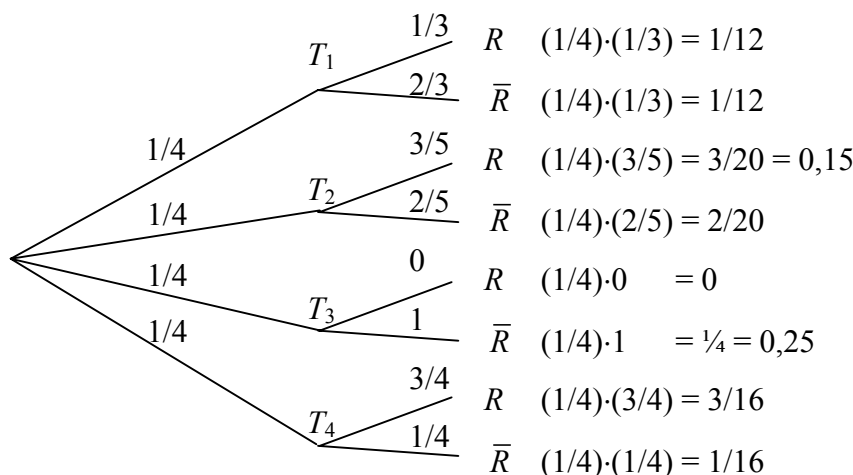 1/3
R (1/4)·(1/3) = 1/12
T1
2/3
R̅ (1/4)·(1/3) = 1/12
1/4
3/5
R (1/4)·(3/5) = 3/20 = 0,15
T2
2/5
R̅ (1/4)·(2/5) = 2/20
1/4
0
R (1/4)·0 = 0
1/4
T3
1
R̅ (1/4)·1 = ¼ = 0,25
1/4
3/4
R (1/4)·(3/4) = 3/16
T4
1/4
R̅ (1/4)·(1/4) = 1/16